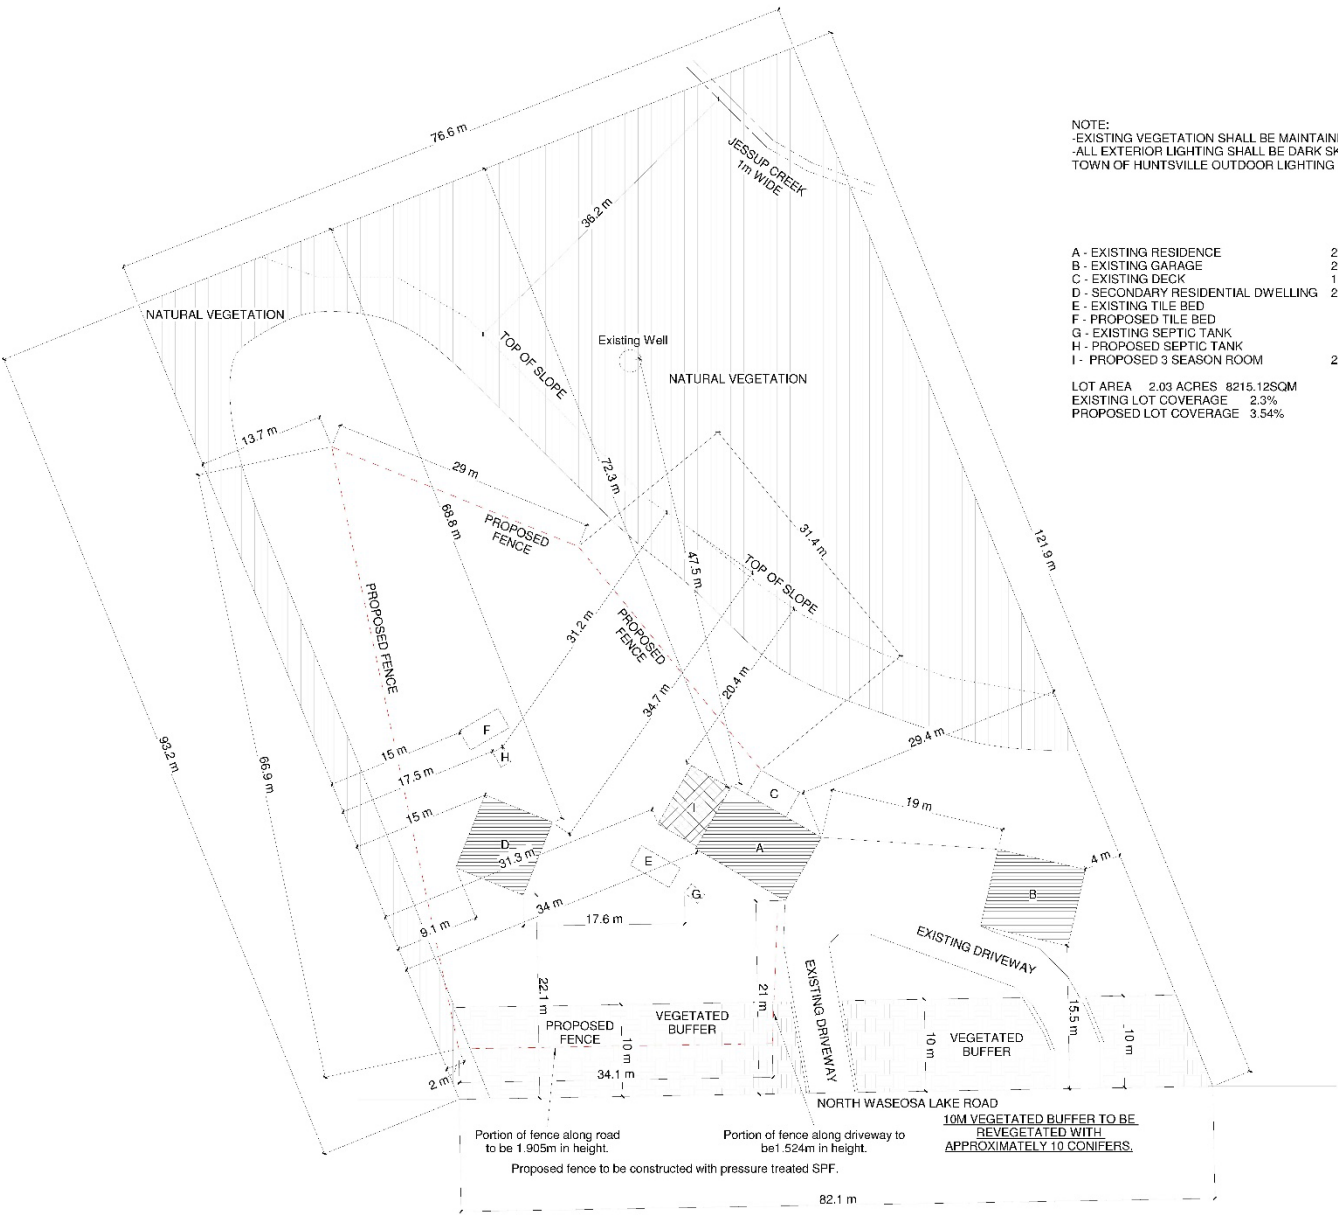 76.6 m
NOTE:
-EXISTING VEGETATION SHALL BE MAINTAIN
-ALL EXTERIOR LIGHTING SHALL BE DARK SK
TOWN OF HUNTSVILLE OUTDOOR LIGHTING
JESSUP CREEK
1m WIDE
36.2 m
A - EXISTING RESIDENCE 2
B - EXISTING GARAGE 2
C - EXISTING DECK 1
D - SECONDARY RESIDENTIAL DWELLING 2
E - EXISTING TILE BED
F - PROPOSED TILE BED
G - EXISTING SEPTIC TANK
H - PROPOSED SEPTIC TANK
I - PROPOSED 3 SEASON ROOM 2
LOT AREA 2.03 ACRES 8215.12SQM
EXISTING LOT COVERAGE 2.3%
PROPOSED LOT COVERAGE 3.54%
NATURAL VEGETATION
TOP OF SLOPE
Existing Well
NATURAL VEGETATION
13.7 m
29 m
72.3 m
68.8 m
PROPOSED
FENCE
31.4 m
121.9 m
47.5 m
TOP OF SLOPE
PROPOSED FENCE
31.2 m
PROPOSED
FENCE
34.7 m
20.4 m
F
H
15 m
17.5 m
29.4 m
93.2 m
66.9 m
15 m
C
I
19 m
D
31.3 m
E
A
4 m
G
B
34 m
17.6 m
9.1 m
EXISTING DRIVEWAY
EXISTING DRIVEWAY
22.1 m
21 m
15.5 m
PROPOSED
FENCE
VEGETATED
BUFFER
10 m
10 m
VEGETATED
BUFFER
10 m
34.1 m
2 m
NORTH WASEOSA LAKE ROAD
10M VEGETATED BUFFER TO BE
REVEGETATED WITH
APPROXIMATELY 10 CONIFERS.
Portion of fence along road
to be 1.905m in height.
Portion of fence along driveway to
be1.524m in height.
Proposed fence to be constructed with pressure treated SPF.
82.1 m